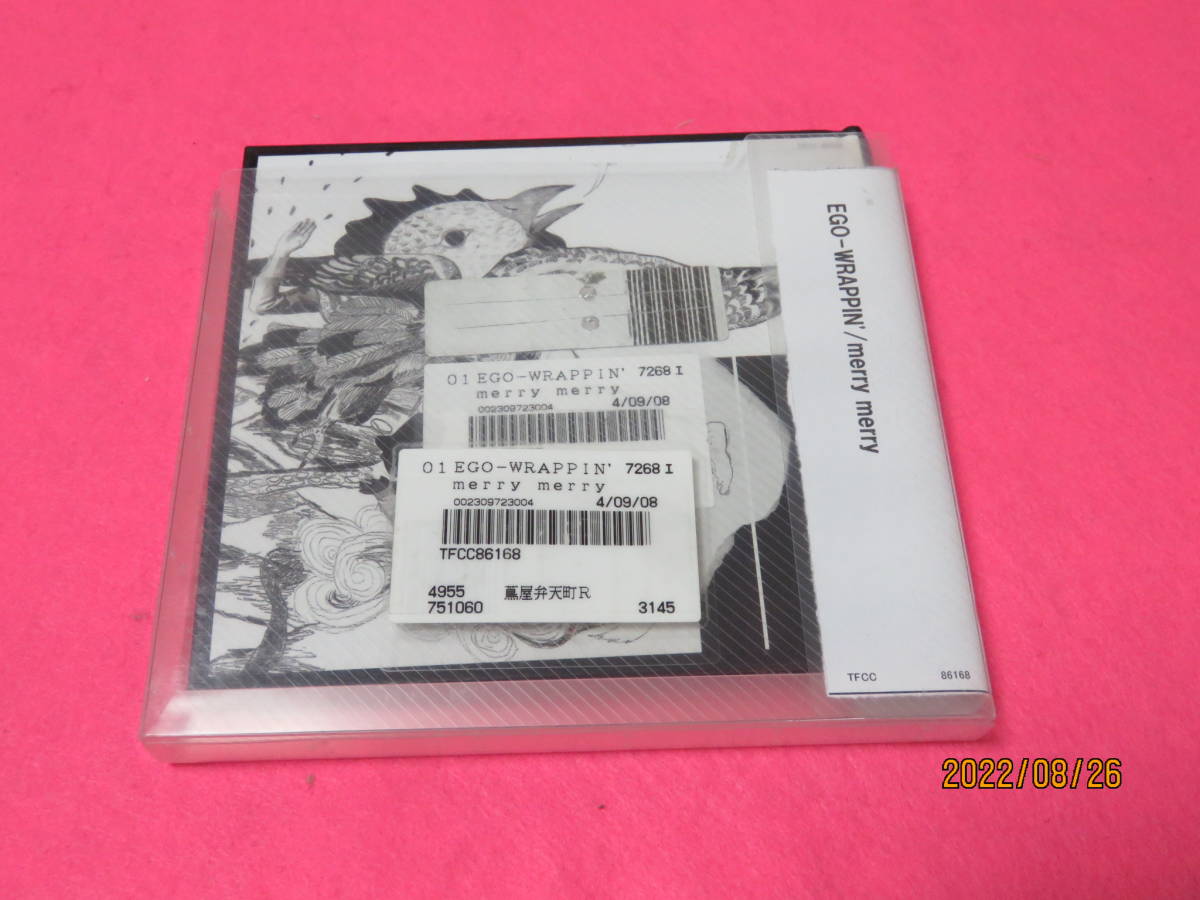 EGO-WRAPPIN'/merry merry
TFCC 86168
01 EGO-WRAPPIN' 7268 I
merry merry
002309723004 4/09/08
01 EGO-WRAPPIN' 7268 I
merry merry
002309723004 4/09/08
TFCC86168
4955 蔦屋弁天町R
751060 3145
2022/08/26